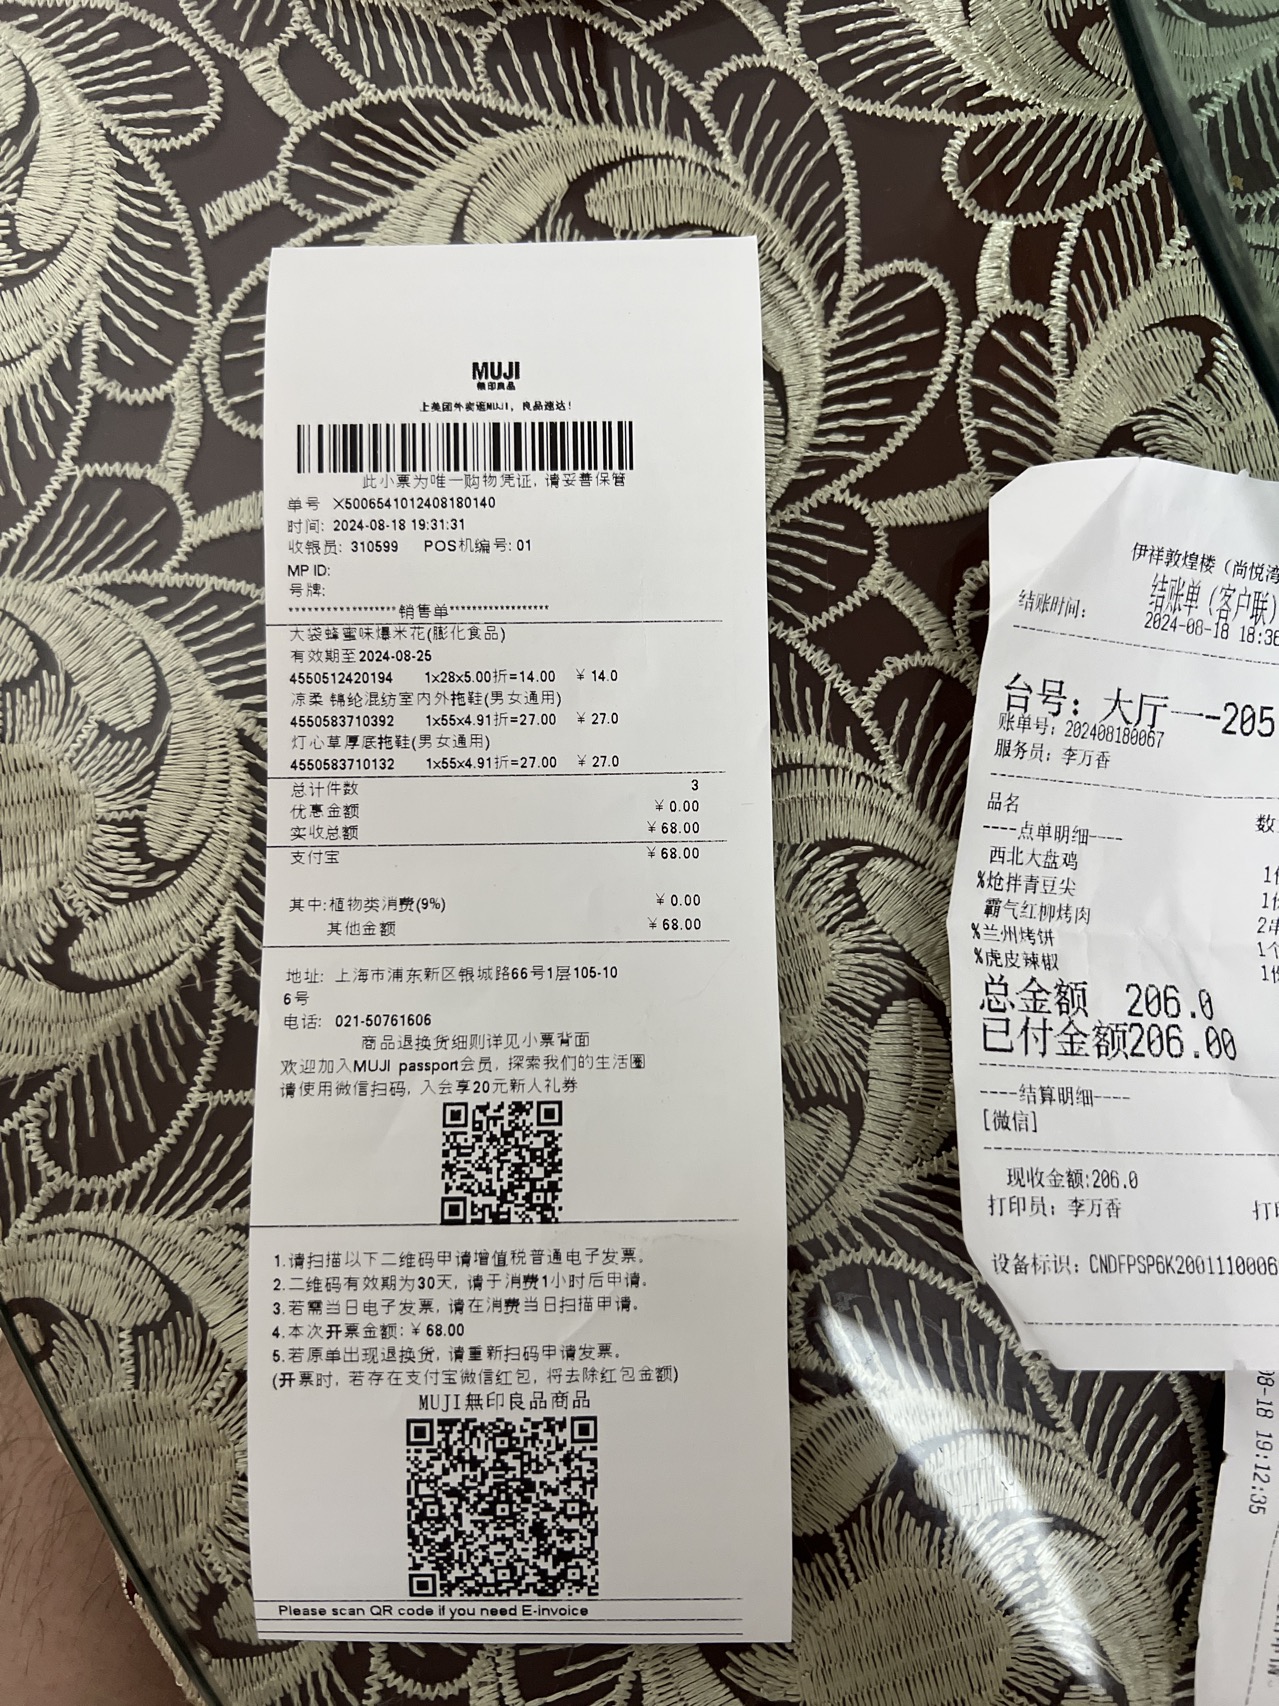 MUJI
無印良品
上美团外卖逛MUJI，良品速达！
此小票为唯一购物凭证，请妥善保管
单号 X5006541012408180140
时间: 2024-08-18 19:31:31
收银员: 310599 POS机编号: 01
MP ID:
号牌:
******************销售单******************
大袋蜂蜜味爆米花(膨化食品)
有效期至2024-08-25
4550512420194 1x28x5.00折=14.00 ￥14.0
凉柔 锦纶混纺室内外拖鞋(男女通用)
4550583710392 1x55x4.91折=27.00 ￥27.0
灯心草厚底拖鞋(男女通用)
4550583710132 1x55x4.91折=27.00 ￥27.0
总计件数 3
优惠金额 ￥0.00
实收总额 ￥68.00
支付宝 ￥68.00
其中:植物类消费(9%) ￥0.00
其他金额 ￥68.00
地址: 上海市浦东新区银城路66号1层105-10
6号
电话: 021-50761606
商品退换货细则详见小票背面
欢迎加入MUJI passport会员，探索我们的生活圈
请使用微信扫码，入会享20元新人礼券
1.请扫描以下二维码申请增值税普通电子发票。
2.二维码有效期为30天，请于消费1小时后申请。
3.若需当日电子发票，请在消费当日扫描申请。
4.本次开票金额:￥68.00
5.若原单出现退换货，请重新扫码申请发票。
(开票时，若存在支付宝微信红包，将去除红包金额)
MUJI無印良品商品
Please scan QR code if you need E-invoice
伊祥敦煌楼（尚悦湾
结账单（客户联）
结账时间: 2024-08-18 18:36
台号: 大厅一-205
账单号: 202408180067
服务员: 李万香
品名 数
----点单明细----
西北大盘鸡 1
%炝拌青豆尖 1
霸气红柳烤肉 2串
%兰州烤饼 1个
%虎皮辣椒 1
总金额 206.0
已付金额206.00
----结算明细----
[微信]
现收金额:206.0
打印员: 李万香 打印
设备标识: CNDFPSP6K2001110006
08-18 19:12:35